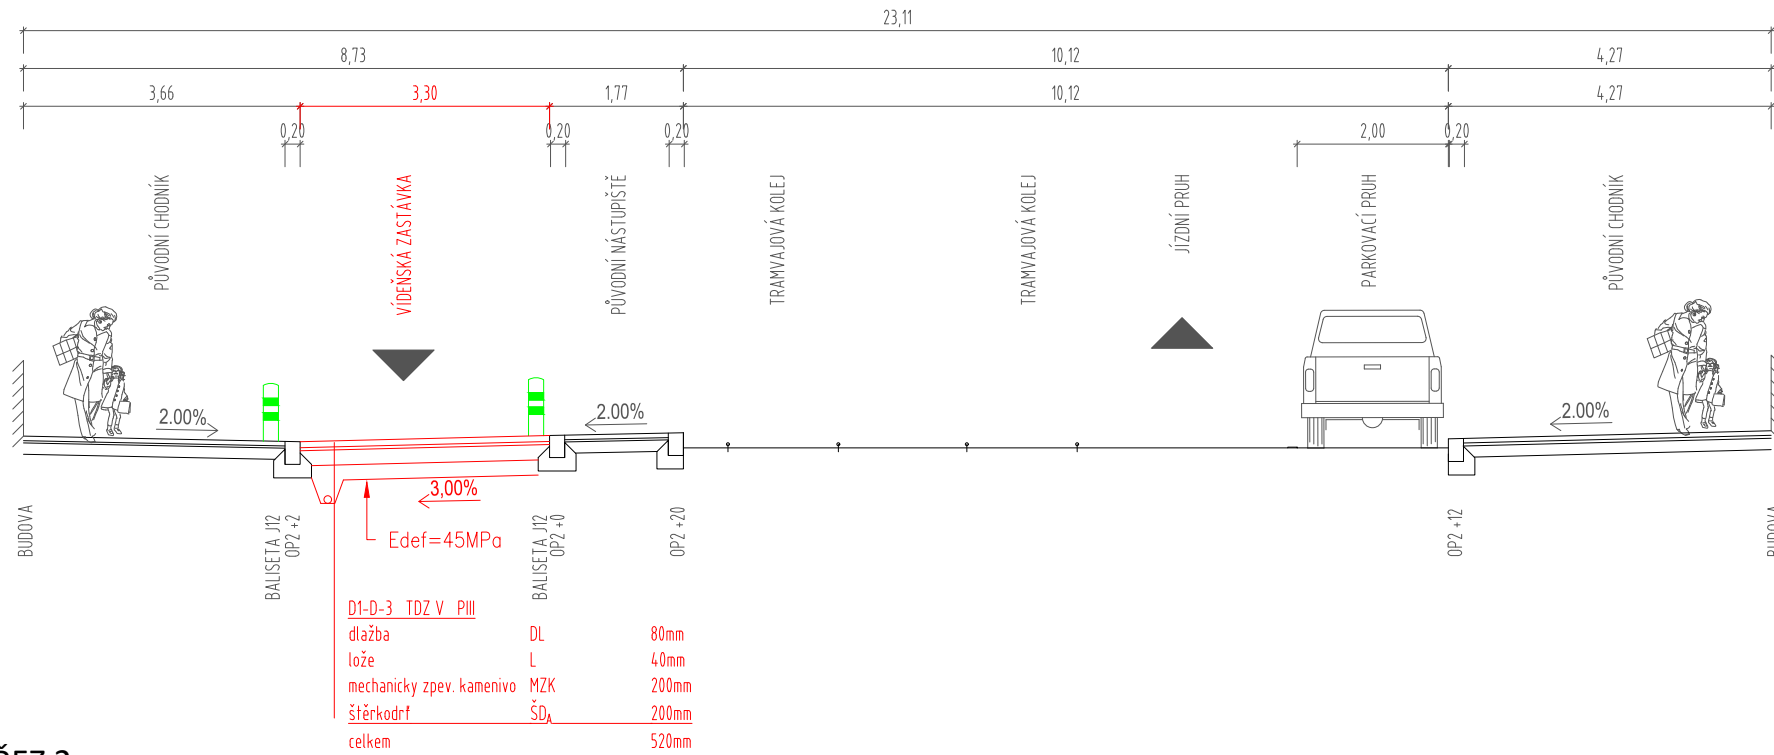 23,11
8,73
10,12
4,27
3,66
3,30
1,77
10,12
4,27
0,20
0,20
0,20
2,00
0,20
PŮVODNÍ CHODNÍK
VÍDEŇSKÁ ZASTÁVKA
PŮVODNÍ NÁSTUPIŠTĚ
TRAMVAJOVÁ KOLEJ
TRAMVAJOVÁ KOLEJ
JÍZDNÍ PRUH
PARKOVACÍ PRUH
PŮVODNÍ CHODNÍK
2.00%
2.00%
2.00%
3,00%
Edef=45MPa
BUDOVA
BALISETA J12
OP2 +2
BALISETA J12
OP2 +0
OP2 +20
OP2 +12
BUDOVA
D1-D-3 TDZ V PIII
dlažba DL 80mm
lože L 40mm
mechanicky zpev. kamenivo MZK 200mm
štěrkodrť ŠDA 200mm
celkem 520mm